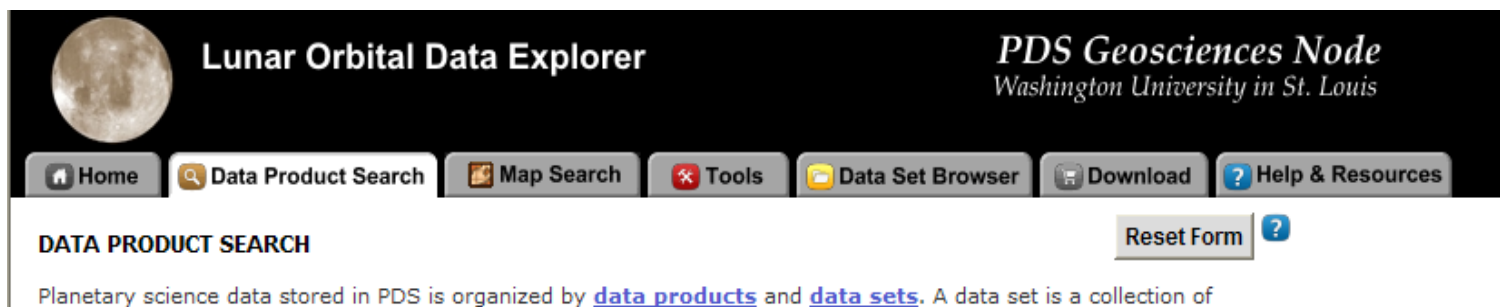 Lunar Orbital Data Explorer
PDS Geosciences Node
Washington University in St. Louis
Home Data Product Search Map Search Tools Data Set Browser Download ? Help & Resources
DATA PRODUCT SEARCH
Reset Form ?
Planetary science data stored in PDS is organized by data products and data sets. A data set is a collection of